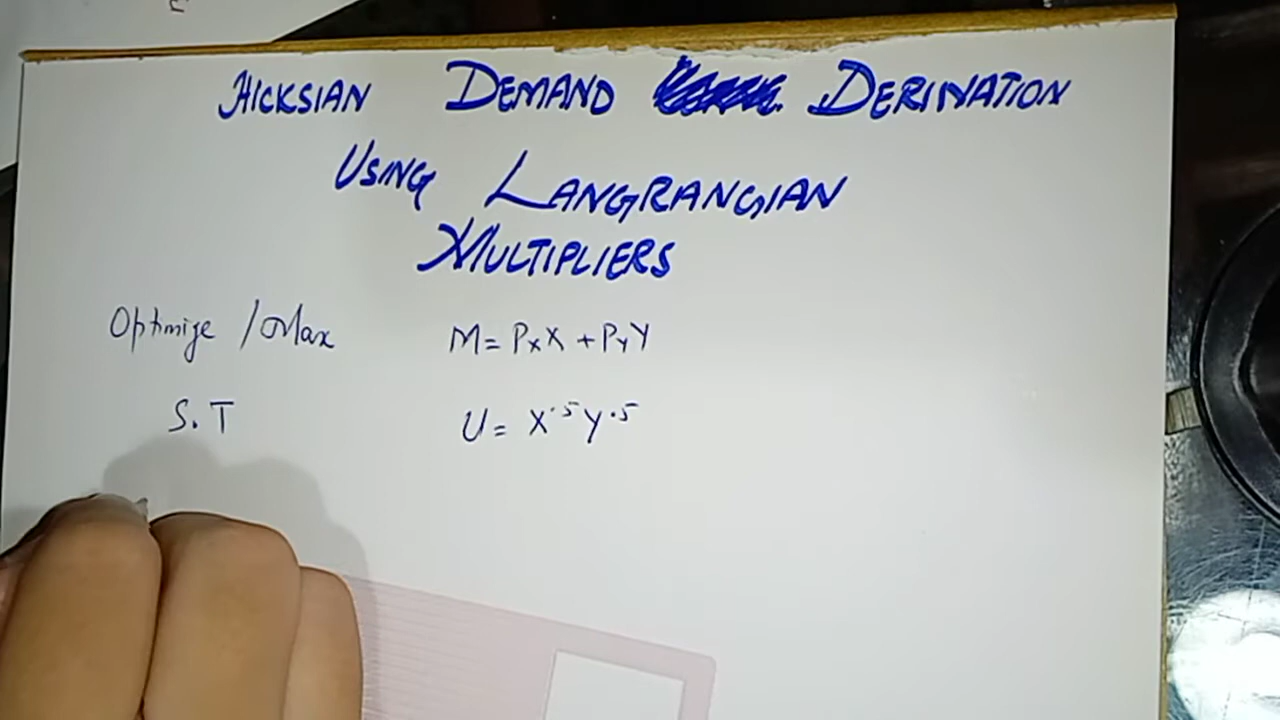 HICKSIAN DEMAND DERIVATION
USING LANGRANGIAN
MULTIPLIERS
Optimize / Max M = PxX + PyY
S.T U = X^.5 Y^.5